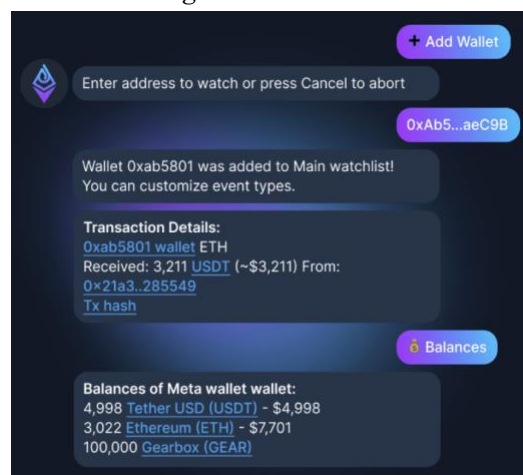 + Add Wallet
Enter address to watch or press Cancel to abort
0xAb5...aeC9B
Wallet 0xab5801 was added to Main watchlist!
You can customize event types.
Transaction Details:
0xab5801 wallet ETH
Received: 3,211 USDT (~$3,211) From:
0x21a3..285549
Tx hash
Balances
Balances of Meta wallet wallet:
4,998 Tether USD (USDT) - $4,998
3,022 Ethereum (ETH) - $7,701
100,000 Gearbox (GEAR)